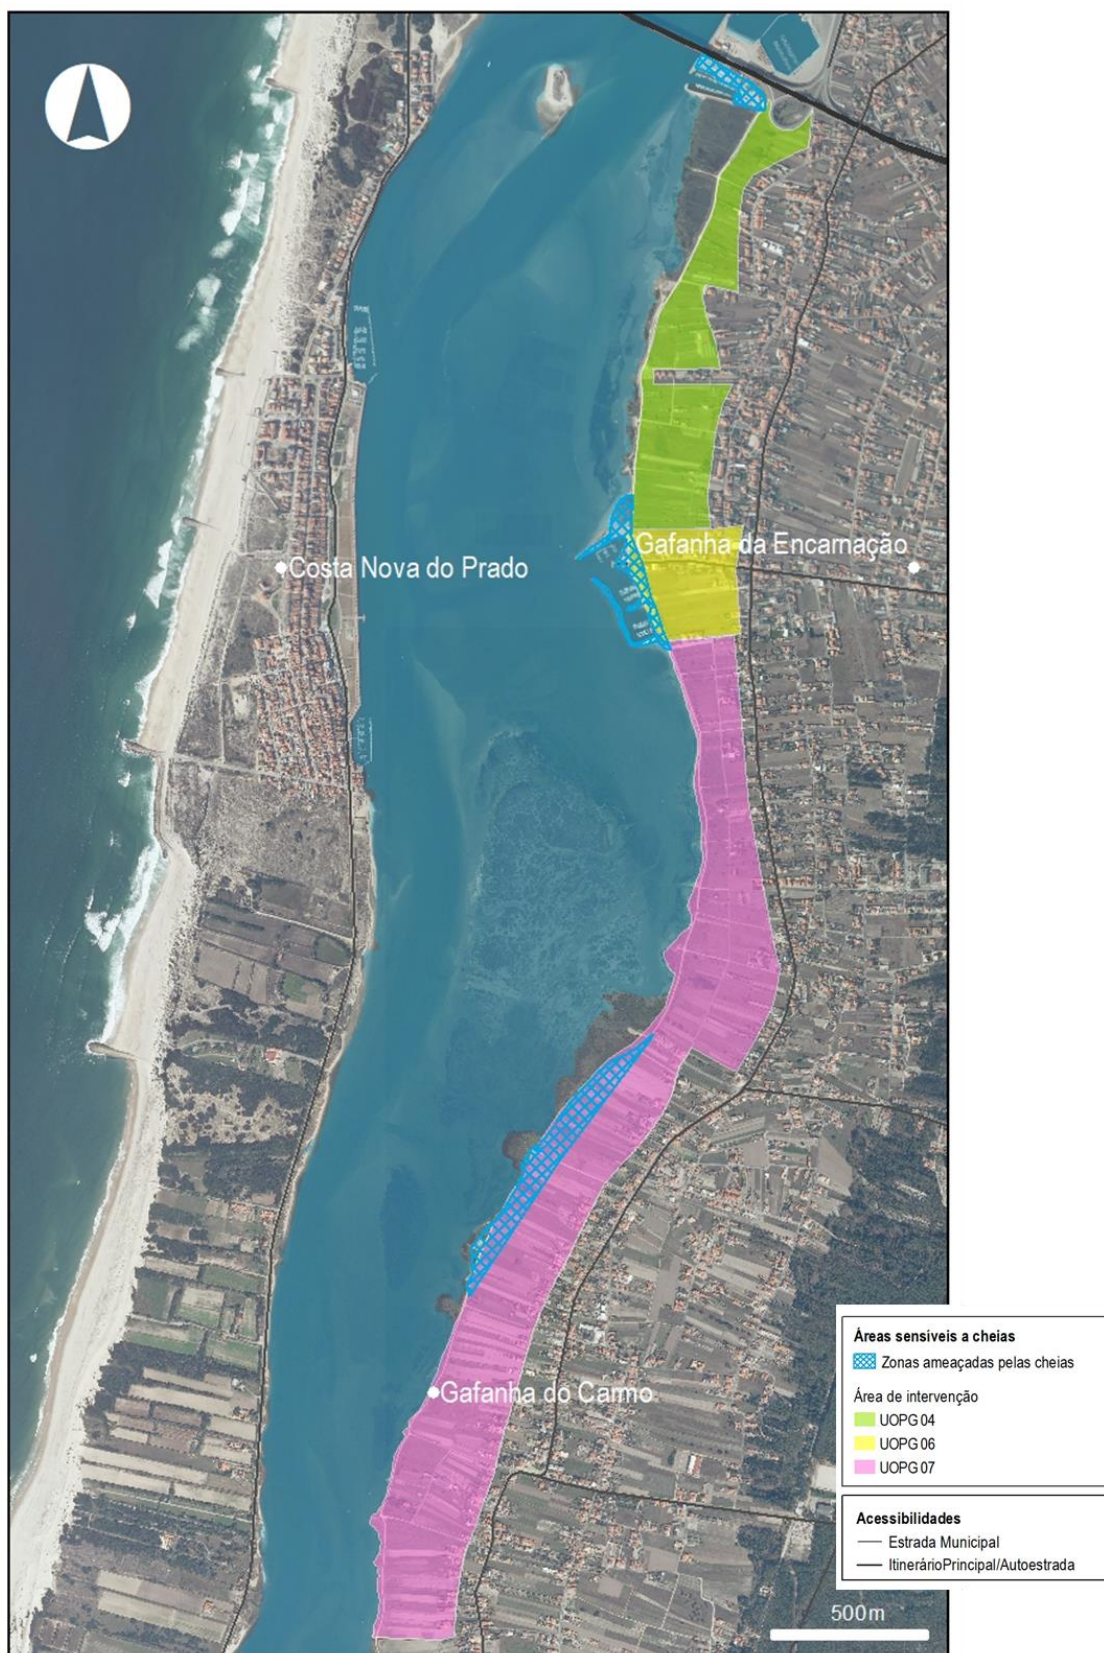 Gafanha da Encarnação
Costa Nova do Prado
Gafanha do Carmo
Áreas sensiveis a cheias
Zonas ameaçadas pelas cheias
Área de intervenção
UOPG 04
UOPG 06
UOPG 07
Acessibilidades
Estrada Municipal
ItinerárioPrincipal/Autoestrada
500m